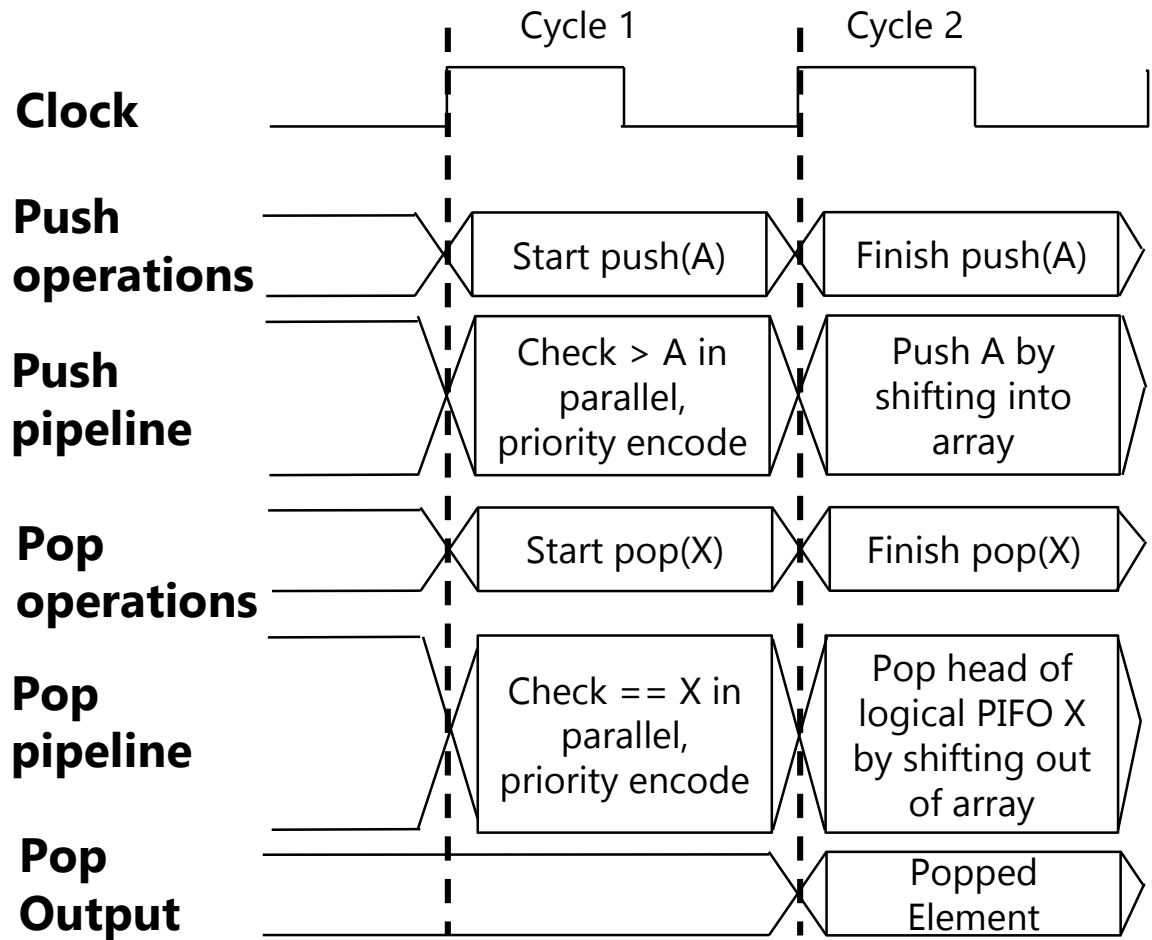 Cycle 1
Cycle 2
Clock
Push
operations
Start push(A)
Finish push(A)
Push
pipeline
Check > A in
parallel,
priority encode
Push A by
shifting into
array
Pop
operations
Start pop(X)
Finish pop(X)
Pop
pipeline
Check == X in
parallel,
priority encode
Pop head of
logical PIFO X
by shifting out
of array
Pop
Output
Popped
Element